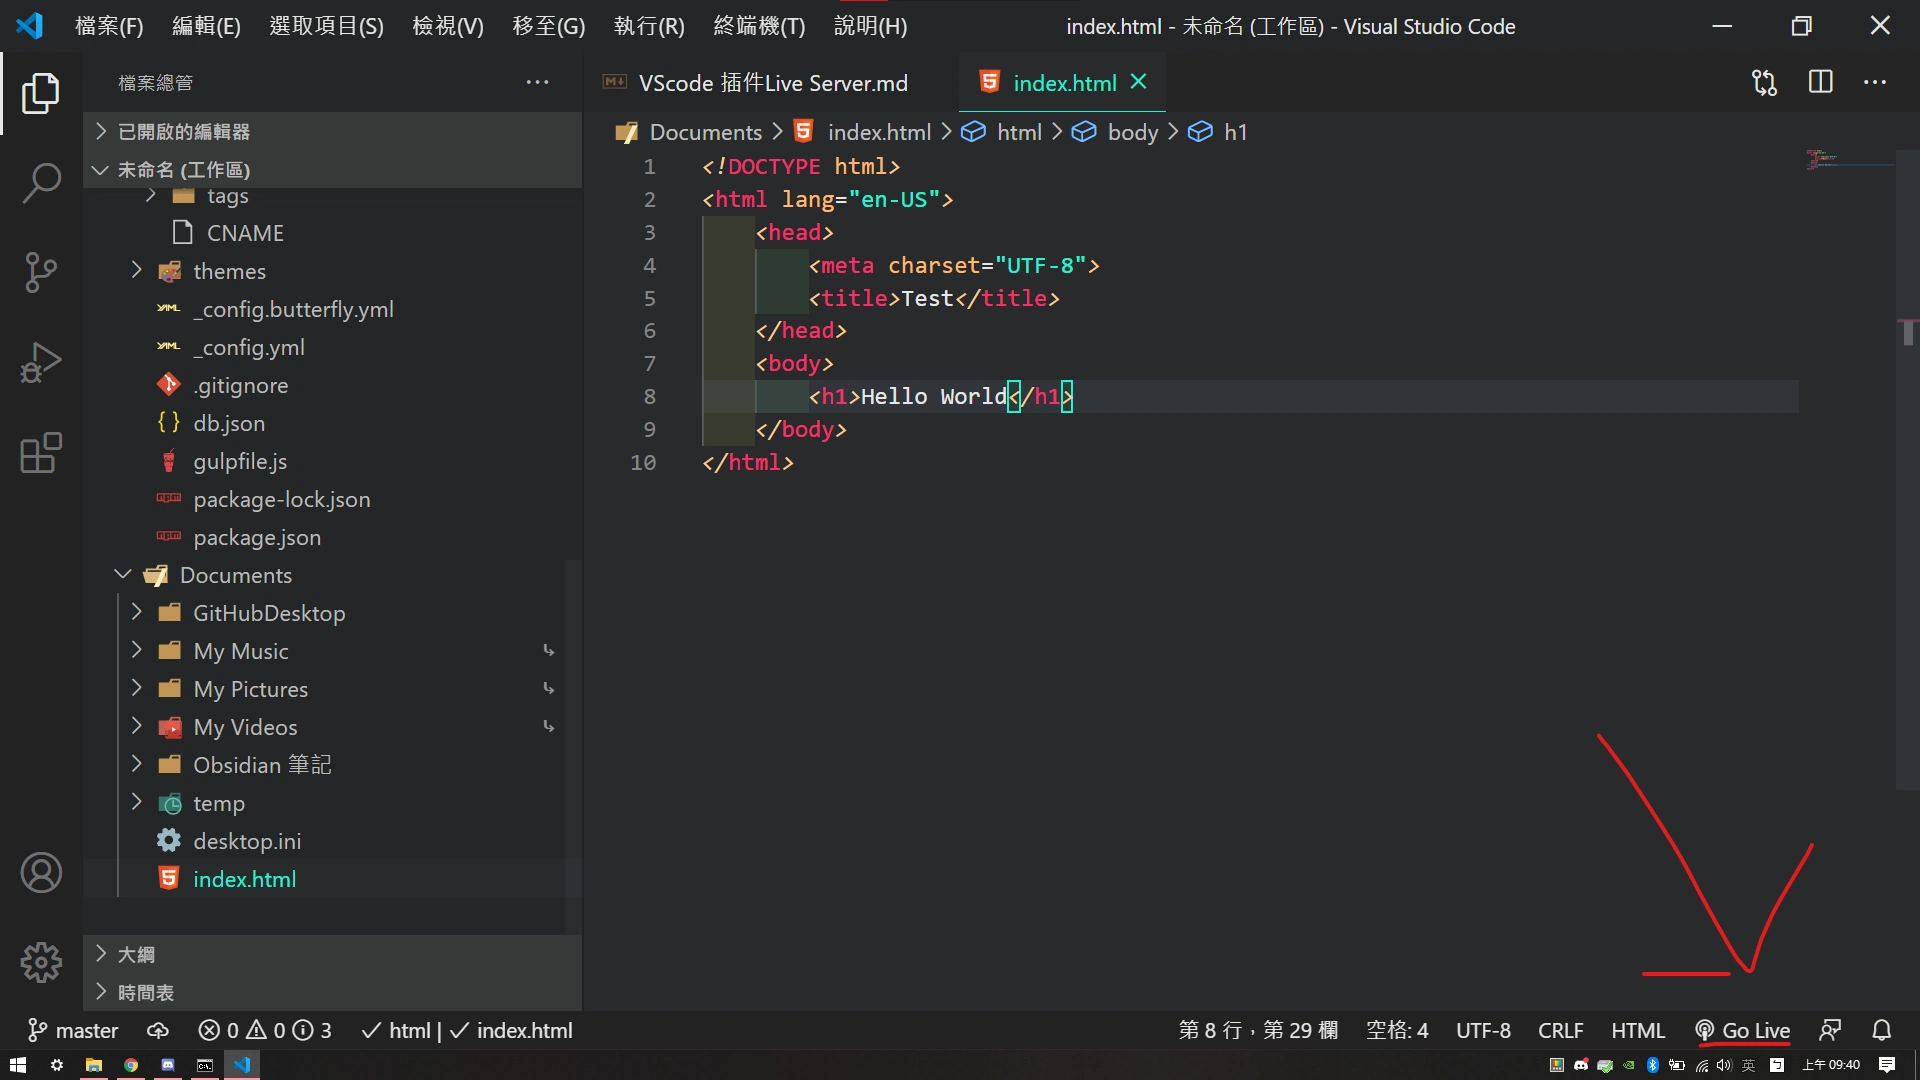 檔案(F) 編輯(E) 選取項目(S) 檢視(V) 移至(G) 執行(R) 終端機(T) 說明(H) index.html - 未命名 (工作區) - Visual Studio Code
檔案總管 ···
VScode 插件Live Server.md index.html
Documents > index.html > html > body > h1
已開啟的編輯器
未命名 (工作區)
tags
CNAME
themes
_config.butterfly.yml
_config.yml
.gitignore
db.json
gulpfile.js
package-lock.json
package.json
Documents
GitHubDesktop
My Music
My Pictures
My Videos
Obsidian 筆記
temp
desktop.ini
index.html
大綱
時間表
1 <!DOCTYPE html>
2 <html lang="en-US">
3 <head>
4 <meta charset="UTF-8">
5 <title>Test</title>
6 </head>
7 <body>
8 <h1>Hello World</h1>
9 </body>
10 </html>
master 0 0 3 html | index.html 第 8 行，第 29 欄 空格: 4 UTF-8 CRLF HTML Go Live
英 上午 09:40